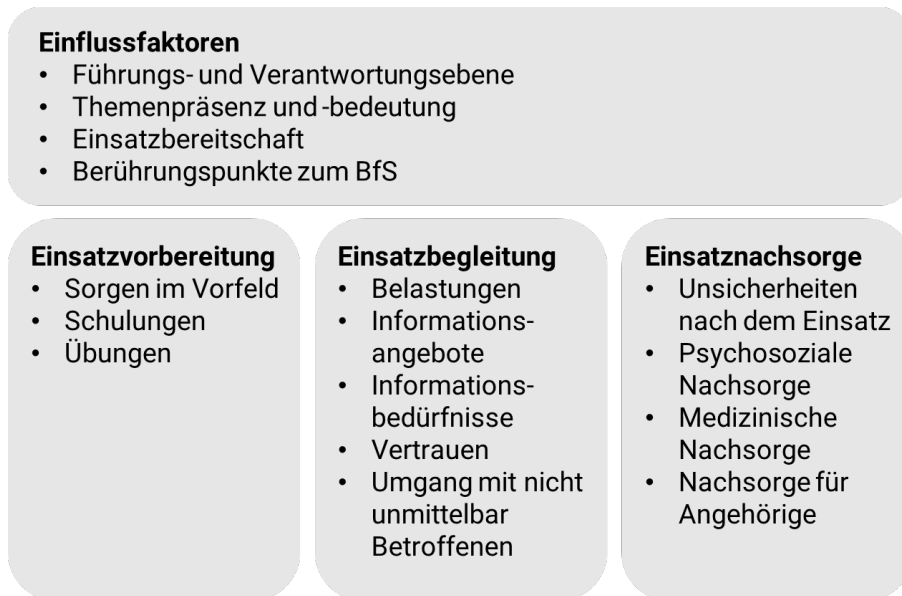 Einflussfaktoren
• Führungs- und Verantwortungsebene
• Themenpräsenz und -bedeutung
• Einsatzbereitschaft
• Berührungspunkte zum BfS
Einsatzvorbereitung
• Sorgen im Vorfeld
• Schulungen
• Übungen
Einsatzbegleitung
• Belastungen
• Informations-
angebote
• Informations-
bedürfnisse
• Vertrauen
• Umgang mit nicht
unmittelbar
Betroffenen
Einsatznachsorge
• Unsicherheiten
nach dem Einsatz
• Psychosoziale
Nachsorge
• Medizinische
Nachsorge
• Nachsorge für
Angehörige